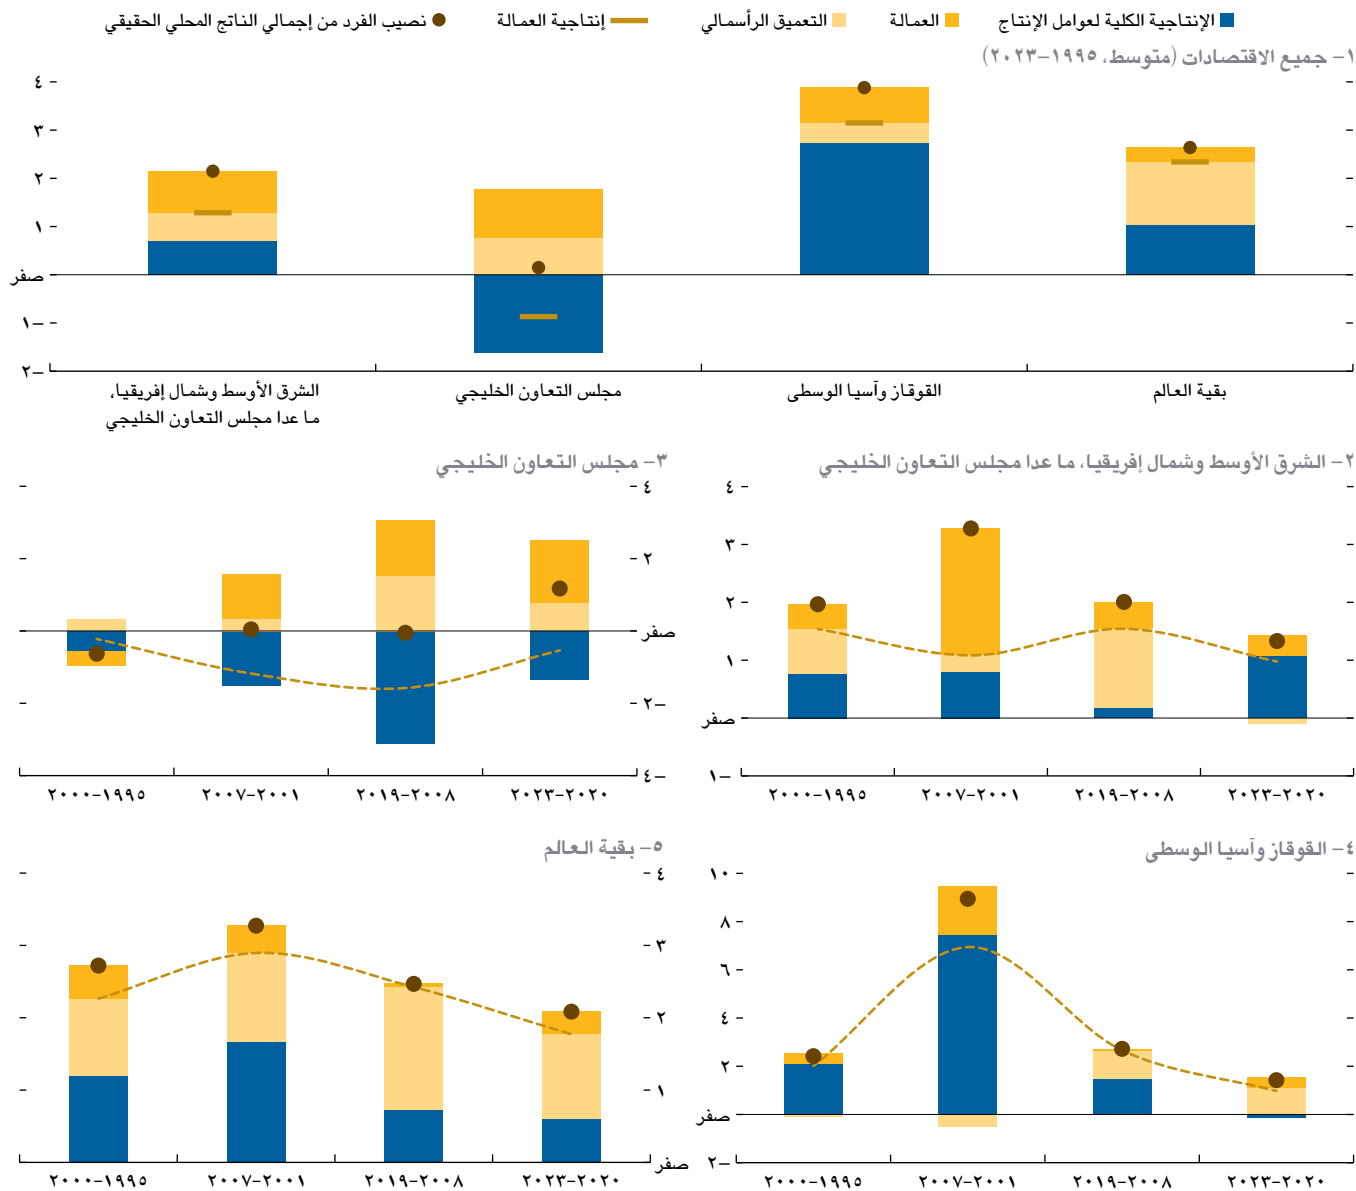 الإنتاجية الكلية لعوامل الإنتاج العمالة التعميق الرأسمالي إنتاجية العمالة نصيب الفرد من إجمالي الناتج المحلي الحقيقي
١– جميع الاقتصادات (متوسط، ١٩٩٥–٢٠٢٣)
٤
٣
٢
١
صفر
١–
٢–
الشرق الأوسط وشمال إفريقيا،
ما عدا مجلس التعاون الخليجي
مجلس التعاون الخليجي
القوقاز وآسيا الوسطى
بقية العالم
٢– الشرق الأوسط وشمال إفريقيا، ما عدا مجلس التعاون الخليجي
٤
٣
٢
١
صفر
١–
١٩٩٥–٢٠٠٠
٢٠٠١–٢٠٠٧
٢٠٠٨–٢٠١٩
٢٠٢٠–٢٠٢٣
٣– مجلس التعاون الخليجي
٤
٢
صفر
٢–
٤–
١٩٩٥–٢٠٠٠
٢٠٠١–٢٠٠٧
٢٠٠٨–٢٠١٩
٢٠٢٠–٢٠٢٣
٤– القوقاز وآسيا الوسطى
١٠
٨
٦
٤
٢
صفر
٢–
١٩٩٥–٢٠٠٠
٢٠٠١–٢٠٠٧
٢٠٠٨–٢٠١٩
٢٠٢٠–٢٠٢٣
٥– بقية العالم
٤
٣
٢
١
صفر
١٩٩٥–٢٠٠٠
٢٠٠١–٢٠٠٧
٢٠٠٨–٢٠١٩
٢٠٢٠–٢٠٢٣